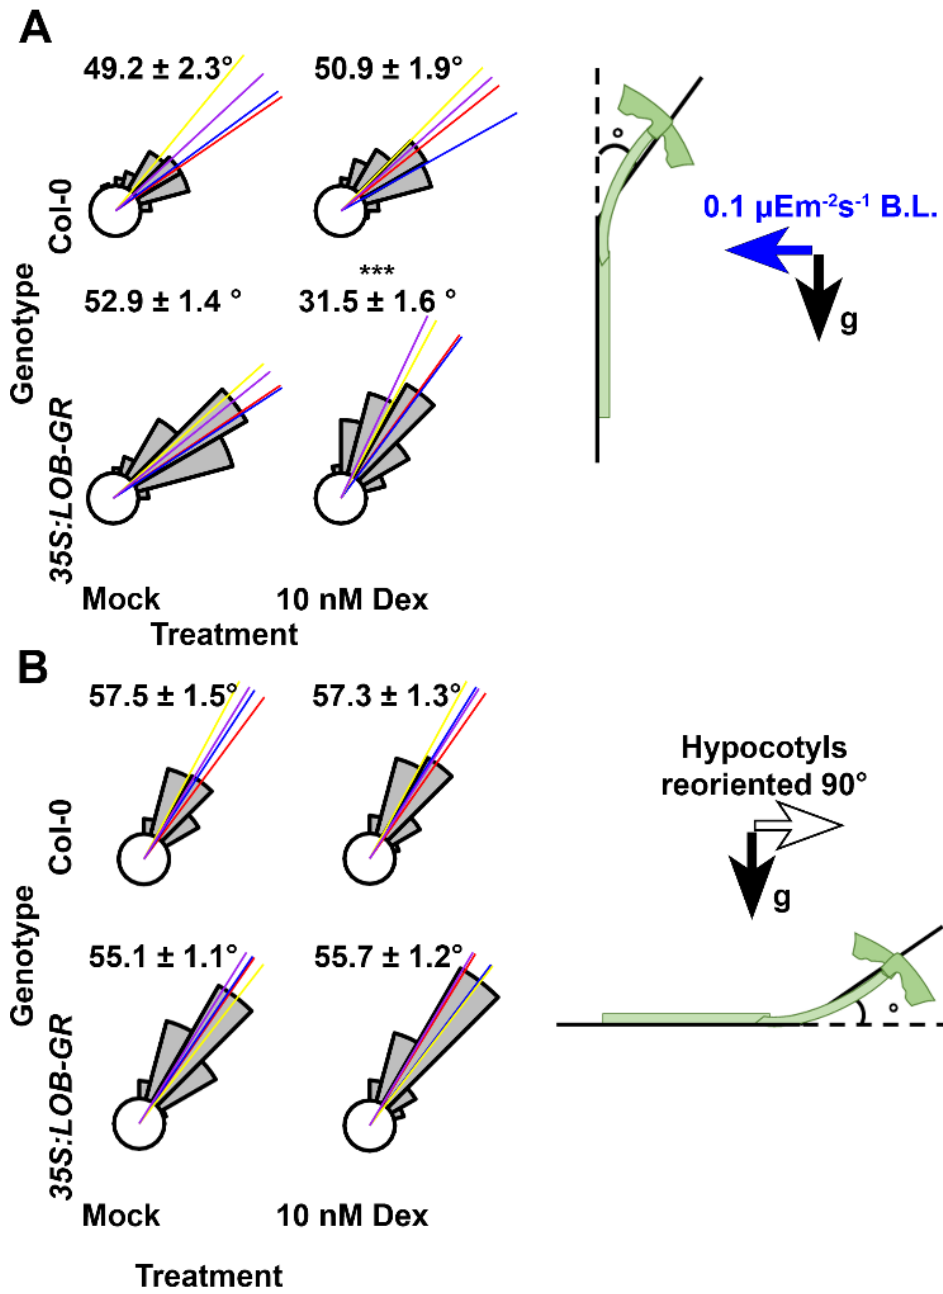 A
49.2 ± 2.3°
50.9 ± 1.9°
°
Col-0
0.1 µEm⁻²s⁻¹ B.L.
g
***
52.9 ± 1.4 °
31.5 ± 1.6 °
Genotype
35S:LOB-GR
Mock
10 nM Dex
Treatment
B
57.5 ± 1.5°
57.3 ± 1.3°
Hypocotyls
reoriented 90°
Col-0
g
Genotype
55.1 ± 1.1°
55.7 ± 1.2°
°
35S:LOB-GR
Mock
10 nM Dex
Treatment